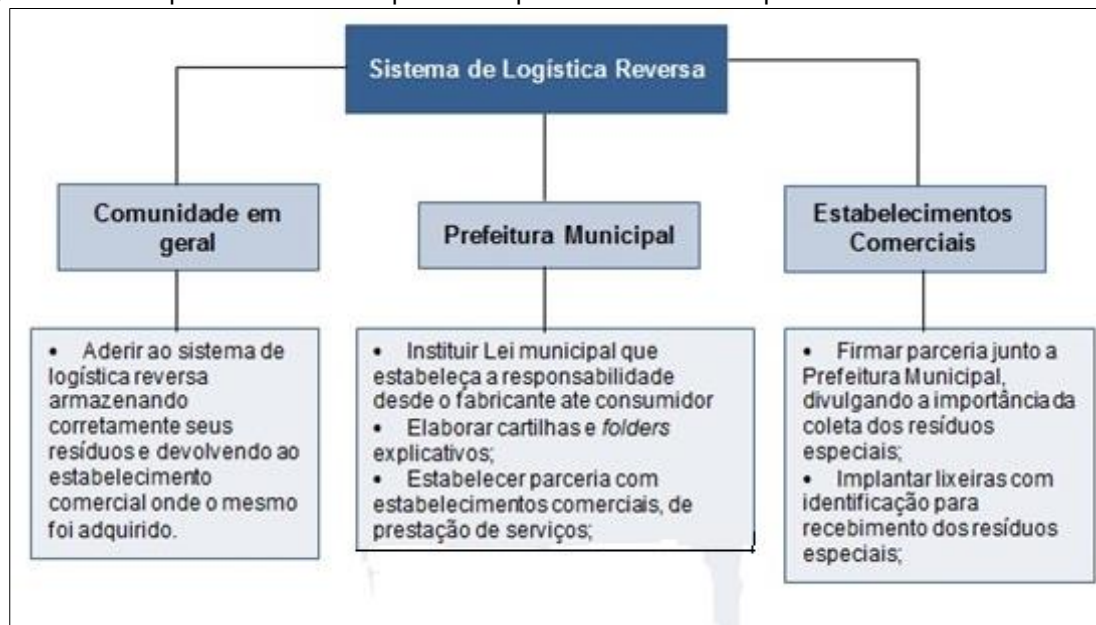 Sistema de Logística Reversa
Comunidade em
geral
• Aderir ao sistema de
logística reversa
armazenando
corretamente seus
resíduos e devolvendo ao
estabelecimento
comercial onde o mesmo
foi adquirido.
Prefeitura Municipal
• Instituir Lei municipal que
estabeleça a responsabilidade
desde o fabricante ate consumidor
• Elaborar cartilhas e folders
explicativos;
• Estabelecer parceria com
estabelecimentos comerciais, de
prestação de serviços;
Estabelecimentos
Comerciais
• Firmar parceria junto a
Prefeitura Municipal,
divulgando a importância da
coleta dos resíduos
especiais;
• Implantar lixeiras com
identificação para
recebimento dos resíduos
especiais;